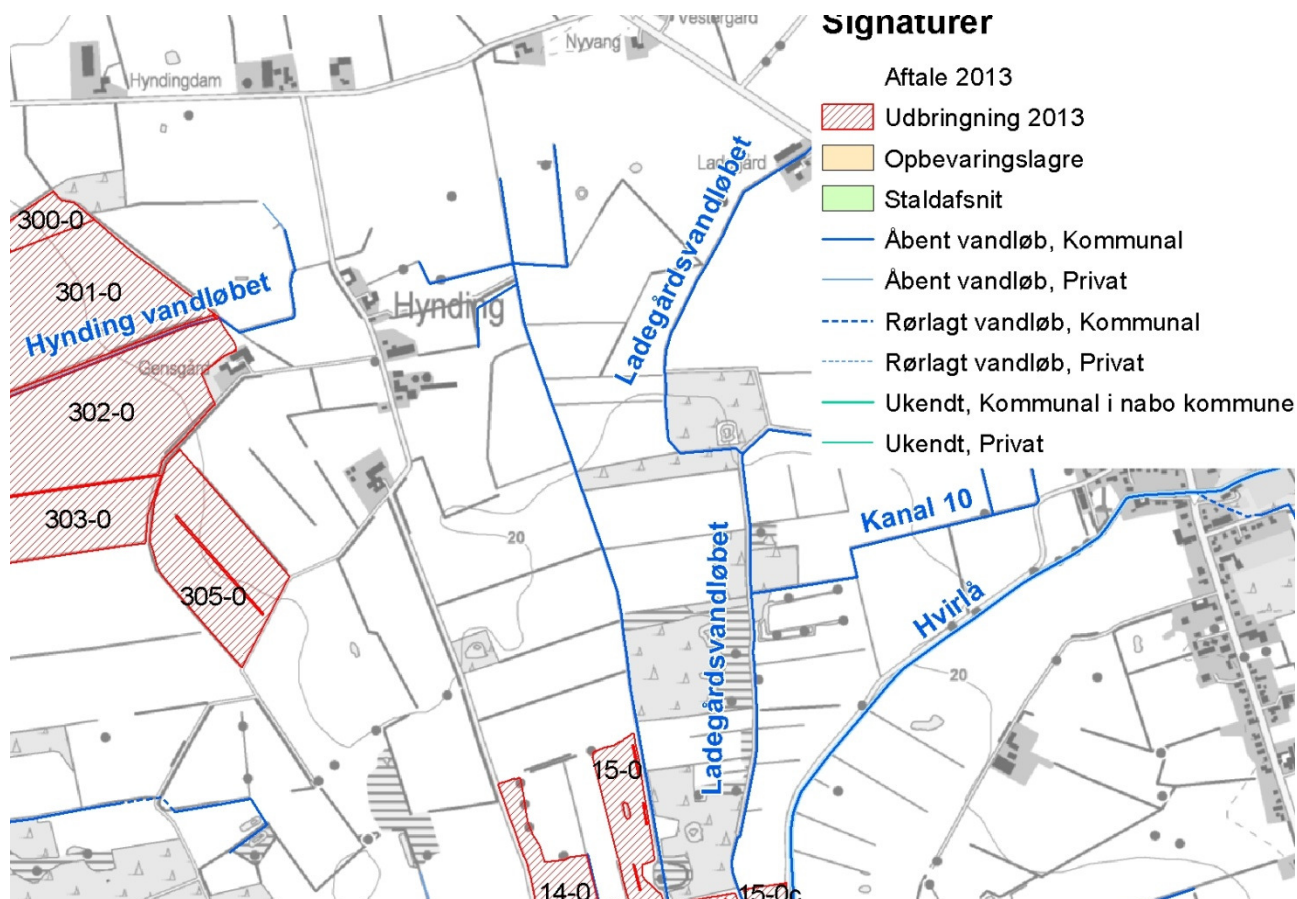 Signaturer
Aftale 2013
Udbringning 2013
Opbevaringslagre
Staldafsnit
Åbent vandløb, Kommunal
Åbent vandløb, Privat
Rørlagt vandløb, Kommunal
Rørlagt vandløb, Privat
Ukendt, Kommunal i nabo kommune
Ukendt, Privat
Vestergård
Nyvang
Hyndingdam
Ladegård
Ladegårdsvandløbet
300-0
301-0
Hynding vandløbet
Hynding
Gensgård
302-0
303-0
305-0
20
Kanal 10
Hvirlå
Ladegårdsvandløbet
20
15-0
14-0
15-0c